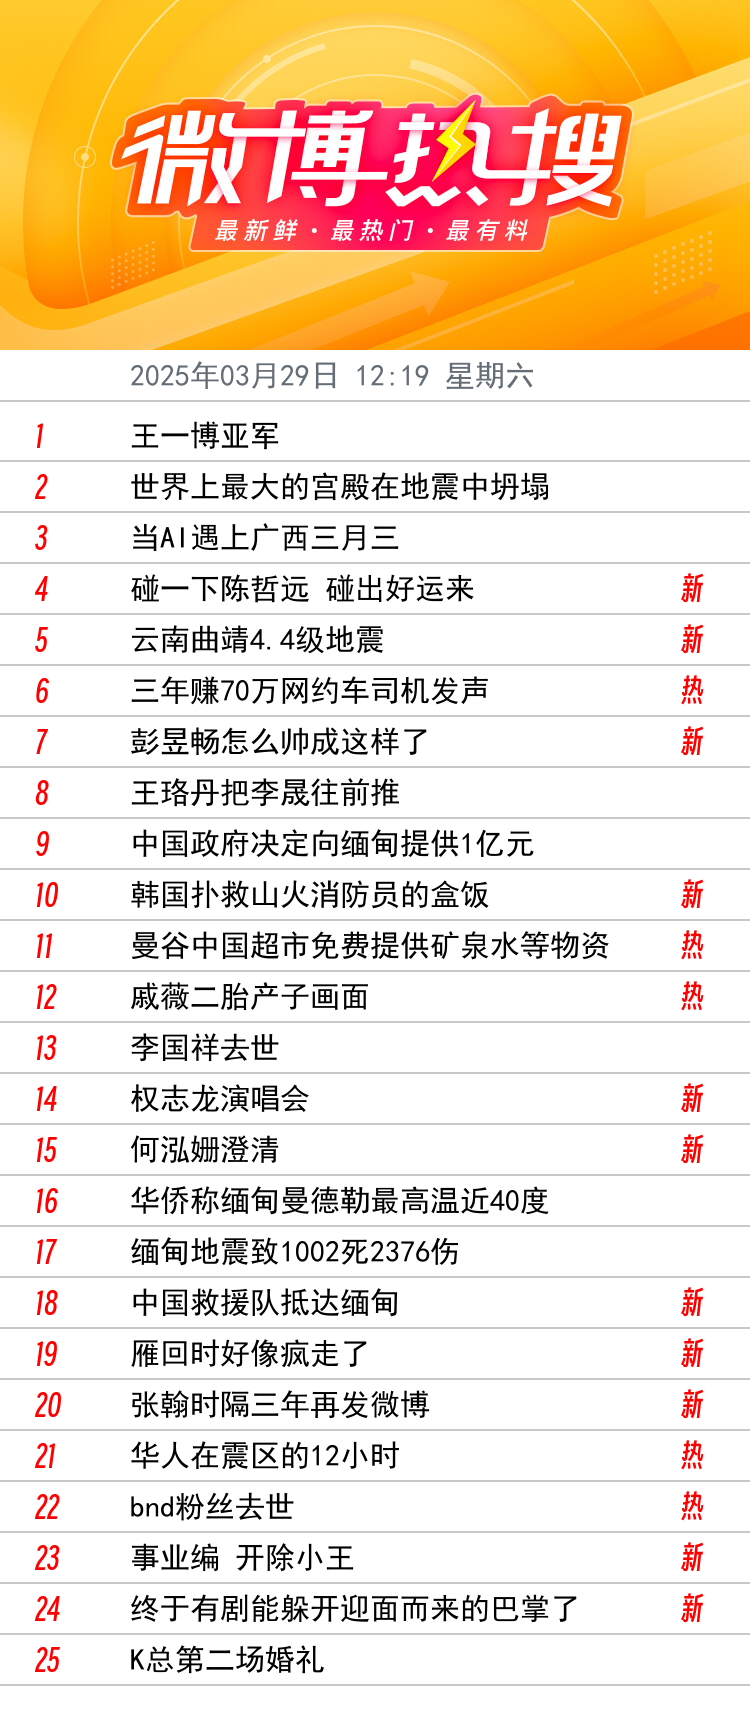 微博热搜
最新鲜·最热门·最有料
2025年03月29日 12:19 星期六
1 王一博亚军
2 世界上最大的宫殿在地震中坍塌
3 当AI遇上广西三月三
4 碰一下陈哲远 碰出好运来 新
5 云南曲靖4.4级地震 新
6 三年赚70万网约车司机发声 热
7 彭昱畅怎么帅成这样了 新
8 王珞丹把李晟往前推
9 中国政府决定向缅甸提供1亿元
10 韩国扑救山火消防员的盒饭 新
11 曼谷中国超市免费提供矿泉水等物资 热
12 戚薇二胎产子画面 热
13 李国祥去世
14 权志龙演唱会 新
15 何泓姗澄清 新
16 华侨称缅甸曼德勒最高温近40度
17 缅甸地震致1002死2376伤
18 中国救援队抵达缅甸 新
19 雁回时好像疯走了 新
20 张翰时隔三年再发微博 新
21 华人在震区的12小时 热
22 bnd粉丝去世 热
23 事业编 开除小王 新
24 终于有剧能躲开迎面而来的巴掌了 新
25 K总第二场婚礼